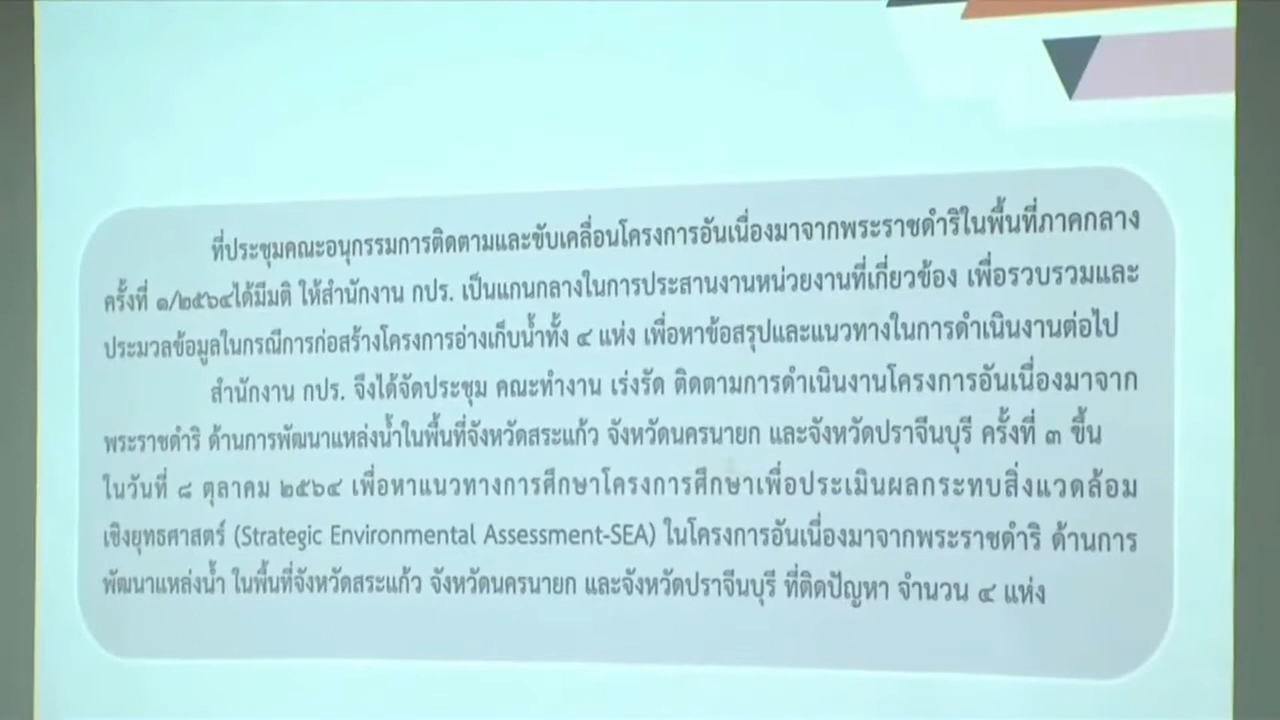 ที่ประชุมคณะอนุกรรมการติดตามและขับเคลื่อนโครงการอันเนื่องมาจากพระราชดำริในพื้นที่ภาคกลาง
ครั้งที่ ๑/๒๕๖๔ได้มีมติ ให้สำนักงาน กปร. เป็นแกนกลางในการประสานงานหน่วยงานที่เกี่ยวข้อง เพื่อรวบรวมและ
ประมวลข้อมูลในกรณีการก่อสร้างโครงการอ่างเก็บน้ำทั้ง ๔ แห่ง เพื่อหาข้อสรุปและแนวทางในการดำเนินงานต่อไป
สำนักงาน กปร. จึงได้จัดประชุม คณะทำงาน เร่งรัด ติดตามการดำเนินงานโครงการอันเนื่องมาจาก
พระราชดำริ ด้านการพัฒนาแหล่งน้ำในพื้นที่จังหวัดสระแก้ว จังหวัดนครนายก และจังหวัดปราจีนบุรี ครั้งที่ ๓ ขึ้น
ในวันที่ ๘ ตุลาคม ๒๕๖๔ เพื่อหาแนวทางการศึกษาโครงการศึกษาเพื่อประเมินผลกระทบสิ่งแวดล้อม
เชิงยุทธศาสตร์ (Strategic Environmental Assessment-SEA) ในโครงการอันเนื่องมาจากพระราชดำริ ด้านการ
พัฒนาแหล่งน้ำ ในพื้นที่จังหวัดสระแก้ว จังหวัดนครนายก และจังหวัดปราจีนบุรี ที่ติดปัญหา จำนวน ๔ แห่ง